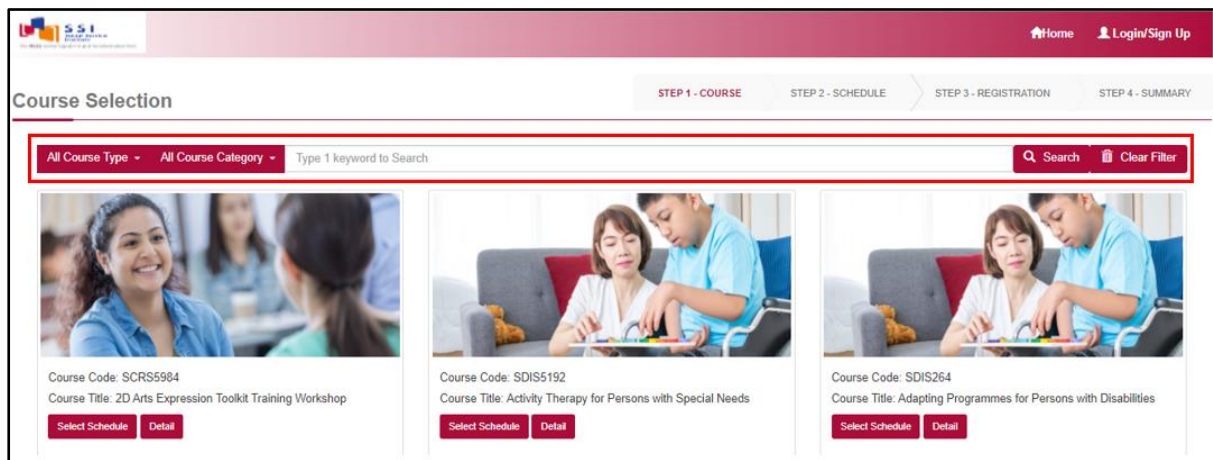 SSI
Home
Login/Sign Up
Course Selection
STEP 1 - COURSE
STEP 2 - SCHEDULE
STEP 3 - REGISTRATION
STEP 4 - SUMMARY
All Course Type
All Course Category
Type 1 keyword to Search
Search
Clear Filter
Course Code: SCRS5984
Course Title: 2D Arts Expression Toolkit Training Workshop
Select Schedule
Detail
Course Code: SDIS5192
Course Title: Activity Therapy for Persons with Special Needs
Select Schedule
Detail
Course Code: SDIS264
Course Title: Adapting Programmes for Persons with Disabilities
Select Schedule
Detail